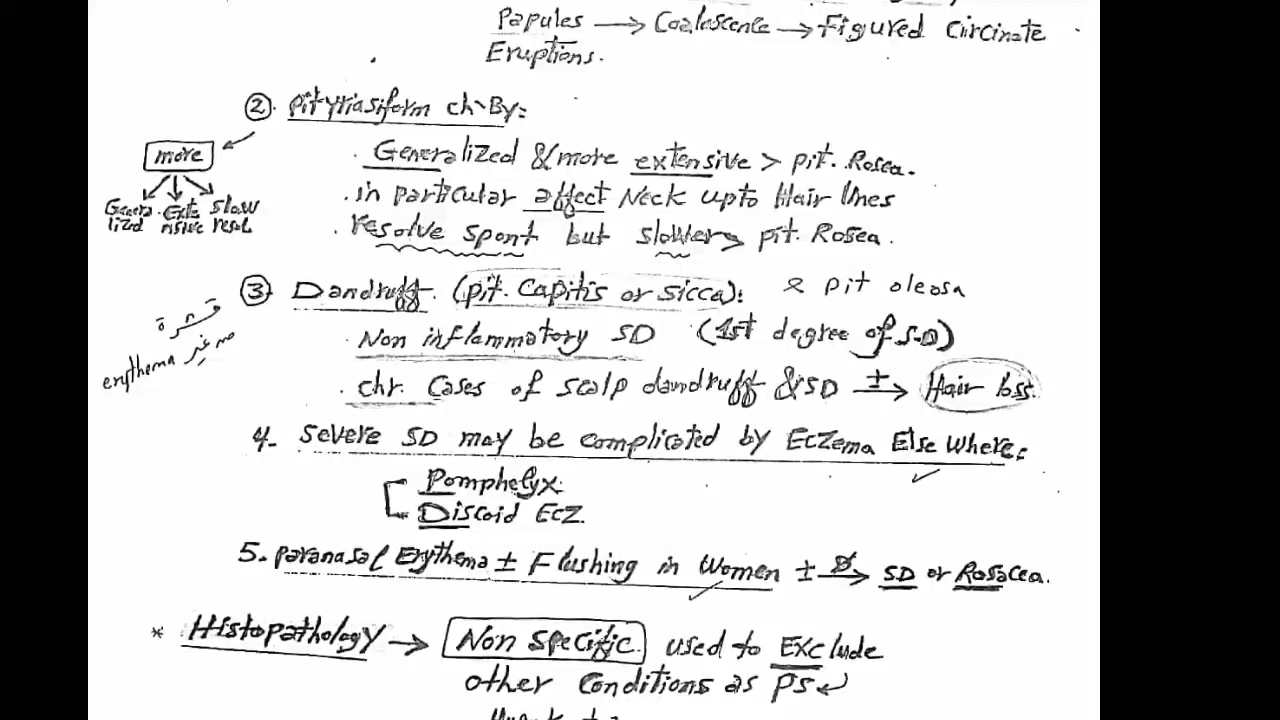 Papules → Coalescence → Figured Circinate
Eruptions.
② Pityriasiform ch- By:
more
Genera lized
Exte nsive
Slow resol.
. Generalized & more extensive > pit. Rosea.
. in particular affect Neck upto Hair lines
. resolve spont but slower > pit. Rosea.
③ Dandruff (pit. Capitis or Sicca): & pit oleosa
قشرة
من غير
erythema
Non inflammatory SD (1st degree of S.D)
. chr. Cases of scalp dandruff & SD ±→ Hair loss.
4- Severe SD may be complicated by Eczema Else where:
Pompholyx
Discoid Ecz.
5- Paranasal Erythema ± Flushing in Women ± → SD or Rosacea.
* Histopathology → Non specific used to EXclude
other Conditions as PS